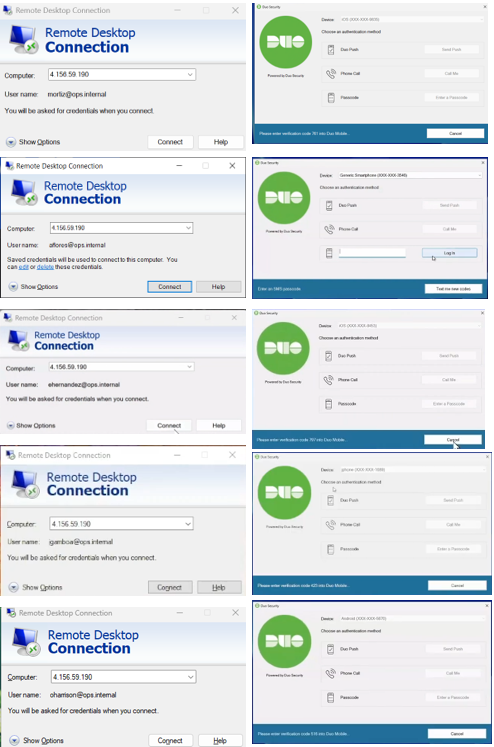 Remote Desktop Connection
Remote Desktop
Connection
Computer: 4.156.59.190
User name: mortiz@ops.internal
You will be asked for credentials when you connect.
Show Options Connect Help
Duo Security
DUO
Powered by Duo Security
Device:
Choose an authentication method
Duo Push Send Push
Phone Call Call Me
Passcode Enter a Passcode
Please enter verification code 761 into Duo Mobile. Cancel
Remote Desktop Connection
Remote Desktop
Connection
Computer: 4.156.59.190
User name: aflores@ops.internal
Saved credentials will be used to connect to this computer. You
can edit or delete these credentials.
Show Options Connect Help
Duo Security
DUO
Powered by Duo Security
Device: Generic Smartphone
Choose an authentication method
Duo Push Send Push
Phone Call Call Me
Log In
Enter an SMS passcode. Text me new codes
Remote Desktop Connection
Remote Desktop
Connection
Computer: 4.156.59.190
User name: ehernandez@ops.internal
You will be asked for credentials when you connect.
Show Options Connect Help
Duo Security
DUO
Powered by Duo Security
Device:
Choose an authentication method
Duo Push Send Push
Phone Call Call Me
Passcode Enter a Passcode
Please enter verification code 797 into Duo Mobile. Cancel
Remote Desktop Connection
Remote Desktop
Connection
Computer: 4.156.59.190
User name: jgamboa@ops.internal
You will be asked for credentials when you connect.
Show Options Connect Help
Duo Security
DUO
Powered by Duo Security
Device:
Choose an authentication method
Duo Push Send Push
Phone Call Call Me
Passcode Enter a Passcode
Please enter verification code into Duo Mobile. Cancel
Remote Desktop Connection
Remote Desktop
Connection
Computer: 4.156.59.190
User name: oharrison@ops.internal
You will be asked for credentials when you connect.
Show Options Connect Help
Duo Security
DUO
Powered by Duo Security
Device: Android
Choose an authentication method
Duo Push Send Push
Phone Call Call Me
Passcode Enter a Passcode
Please enter verification code 516 into Duo Mobile. Cancel